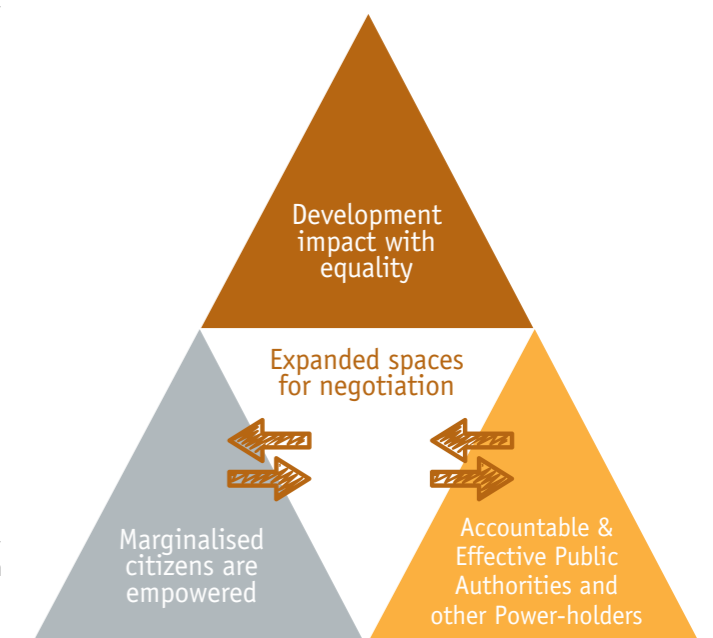 Development
impact with
equality
Expanded spaces
for negotiation
Marginalised
citizens are
empowered
Accountable &
Effective Public
Authorities and
other Power-holders